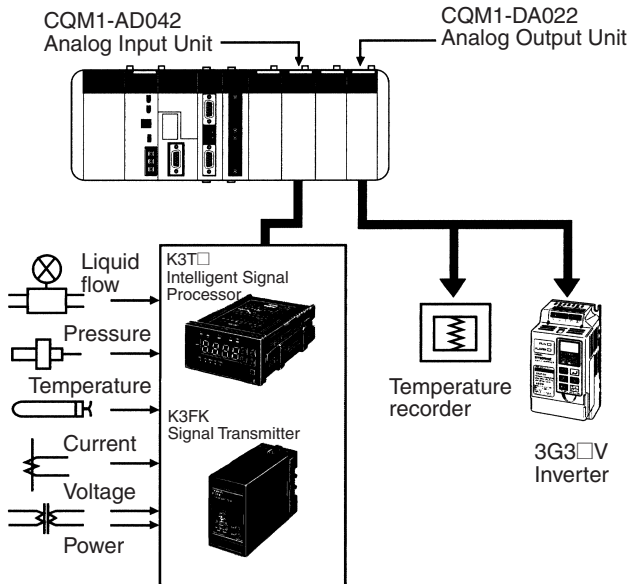 CQM1-AD042
Analog Input Unit
CQM1-DA022
Analog Output Unit
Liquid
flow
Pressure
Temperature
Current
Voltage
Power
K3T□
Intelligent Signal
Processor
K3FK
Signal Transmitter
Temperature
recorder
3G3□V
Inverter